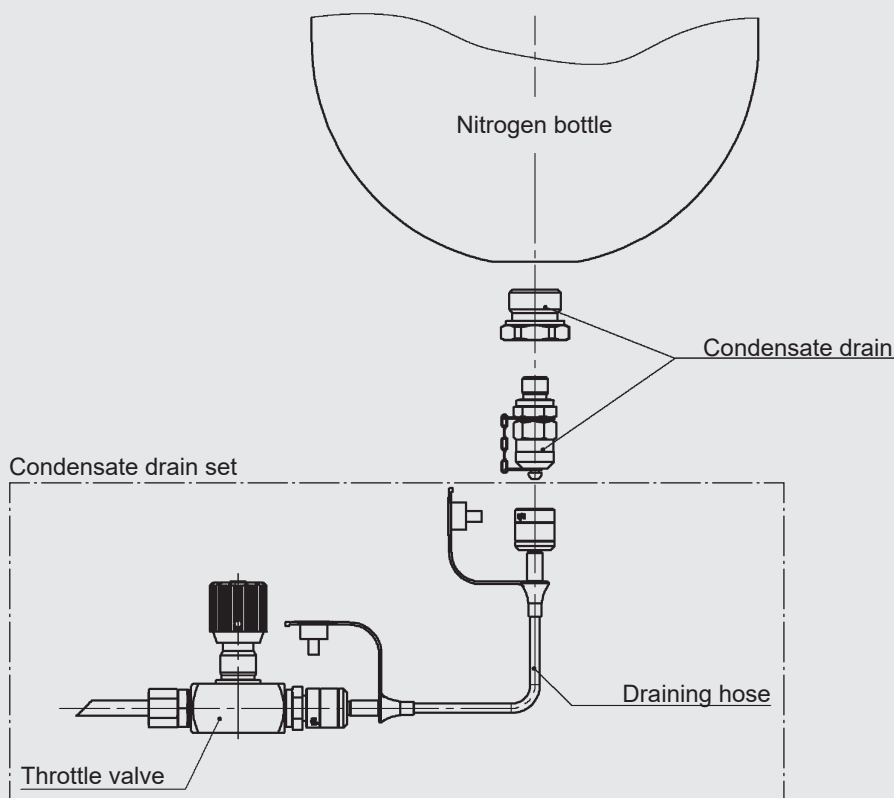 Nitrogen bottle
Condensate drain
Condensate drain set
Draining hose
Throttle valve